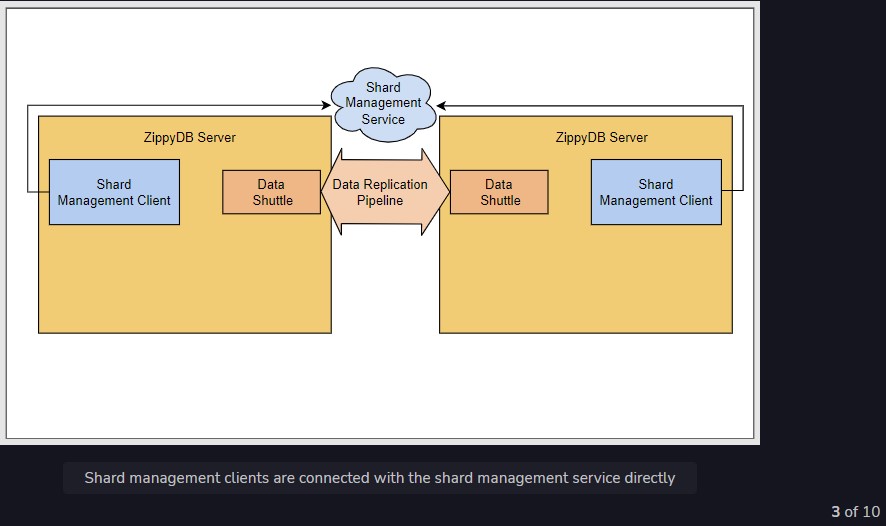 Shard
Management
Service
ZippyDB Server
ZippyDB Server
Shard
Management Client
Data
Shuttle
Data Replication
Pipeline
Data
Shuttle
Shard
Management Client
Shard management clients are connected with the shard management service directly
3 of 10